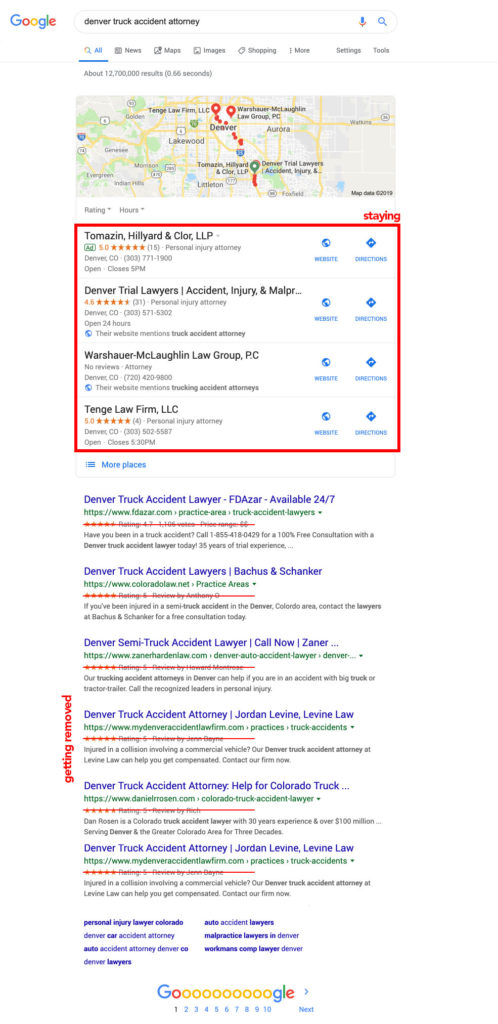 Google
denver truck accident attorney
All News Maps Images Shopping More Settings Tools
About 12,700,000 results (0.66 seconds)
Tenge Law Firm, LLC
Warshauer-McLaughlin
Law Group, PC
Golden
Denver
Aurora
Watkins
Lakewood
Genesee
Morrison
Evergreen
Indian Hills
Tomazin, Hillyard
& Clor, LLP
Denver Trial Lawyers
| Accident, Injury, &...
Littleton
Foxfield
Map data ©2019
Rating Hours
staying
Tomazin, Hillyard & Clor, LLP
Ad 5.0 ★★★★★ (15) · Personal injury attorney
Denver, CO · (303) 771-1900
Open · Closes 5PM
WEBSITE DIRECTIONS
Denver Trial Lawyers | Accident, Injury, & Malpr...
4.6 ★★★★★ (31) · Personal injury attorney
Denver, CO · (303) 571-5302
Open 24 hours
Their website mentions truck accident attorney
WEBSITE DIRECTIONS
Warshauer-McLaughlin Law Group, P.C
No reviews · Attorney
Denver, CO · (720) 420-9800
Their website mentions trucking accident attorneys
WEBSITE DIRECTIONS
Tenge Law Firm, LLC
5.0 ★★★★★ (4) · Personal injury attorney
Denver, CO · (303) 502-5587
Open · Closes 5:30PM
WEBSITE DIRECTIONS
More places
getting removed
Denver Truck Accident Lawyer - FDAzar - Available 24/7
https://www.fdazar.com › practice-area › truck-accident-lawyers
★★★★★ Rating: 4.7 · 1,105 votes · Price range: $$
Have you been in a truck accident? Call 1-855-418-0429 for a 100% Free Consultation with a
Denver truck accident lawyer today! 35 years of trial experience, ...
Denver Truck Accident Lawyers | Bachus & Schanker
https://www.coloradolaw.net › Practice Areas
★★★★★ Rating: 5 · Review by Anthony O
If you've been injured in a semi-truck accident in the Denver, Colordo area, contact the lawyers
at Bachus & Schanker for a free consultation today.
Denver Semi-Truck Accident Lawyer | Call Now | Zaner ...
https://www.zanerhardenlaw.com › denver-auto-accident-lawyer › denver-...
★★★★★ Rating: 5 · Review by Howard Montrose
Our trucking accident attorneys in Denver can help if you are in an accident with big truck or
tractor-trailer. Call the recognized leaders in personal injury.
Denver Truck Accident Attorney | Jordan Levine, Levine Law
https://www.mydenveraccidentlawfirm.com › practices › truck-accidents
★★★★★ Rating: 5 · Review by Jenn Dayne
Injured in a collision involving a commercial vehicle? Our Denver truck accident attorney at
Levine Law can help you get compensated. Contact our firm now.
Denver Truck Accident Attorney: Help for Colorado Truck ...
https://www.danielrrosen.com › colorado-truck-accident-lawyer
★★★★★ Rating: 5 · Review by Rich
Dan Rosen is a Colorado truck accident lawyer with 30 years experience & over $100 million ...
Serving Denver & the Greater Colorado Area for Three Decades.
Denver Truck Accident Attorney | Jordan Levine, Levine Law
https://www.mydenveraccidentlawfirm.com › practices › truck-accidents
★★★★★ Rating: 5 · Review by Jenn Dayne
Injured in a collision involving a commercial vehicle? Our Denver truck accident attorney at
Levine Law can help you get compensated. Contact our firm now.
personal injury lawyer colorado auto accident lawyers
denver car accident attorney malpractice lawyers in denver
auto accident attorney denver co workmans comp lawyer denver
denver lawyers
Goooooooooogle
1 2 3 4 5 6 7 8 9 10 Next